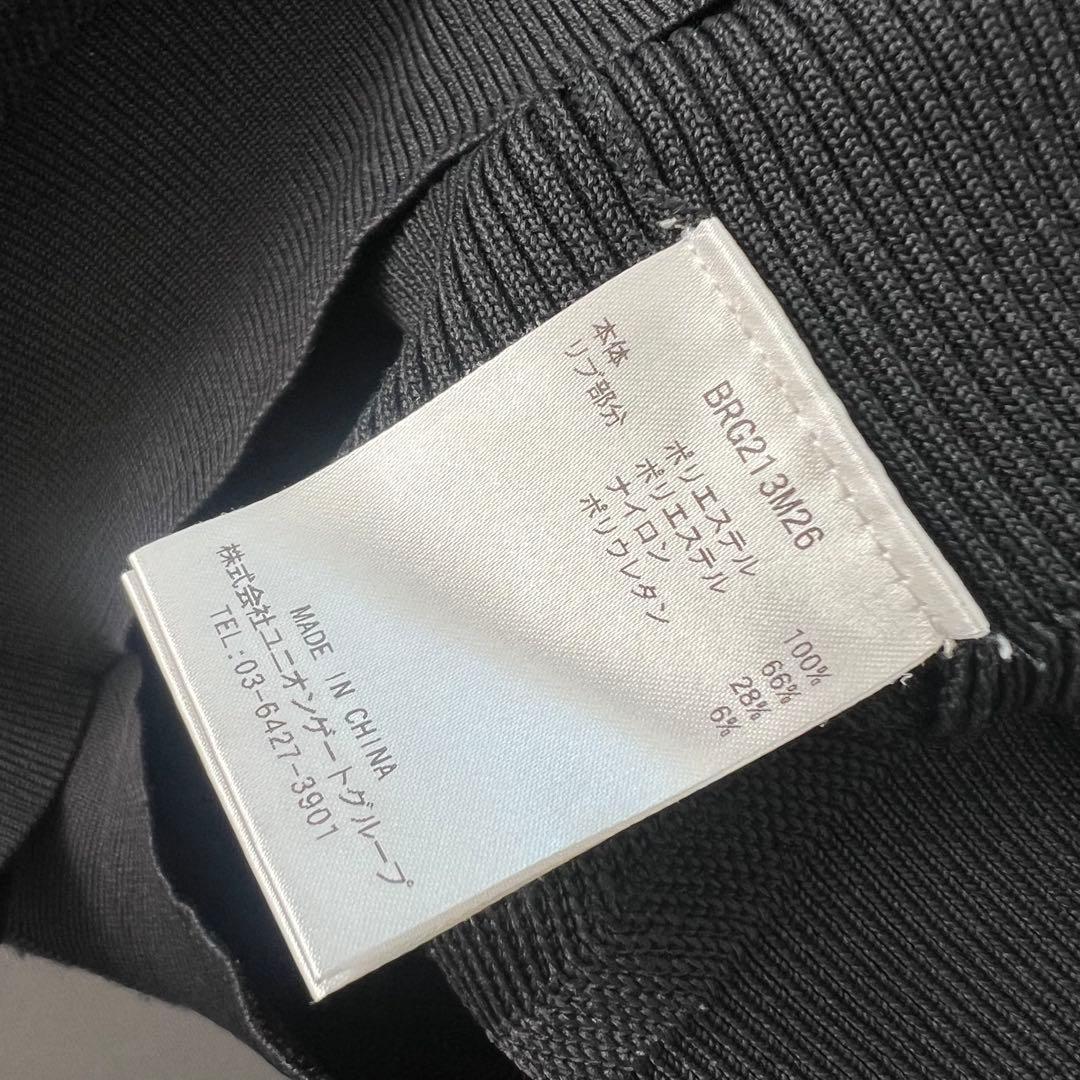 BRG213M26
本体 ポリエステル 100%
リブ部分 ポリエステル 66%
ナイロン 28%
ポリウレタン 6%
MADE IN CHINA
株式会社ユニオンゲートグループ
TEL:03-6427-3901